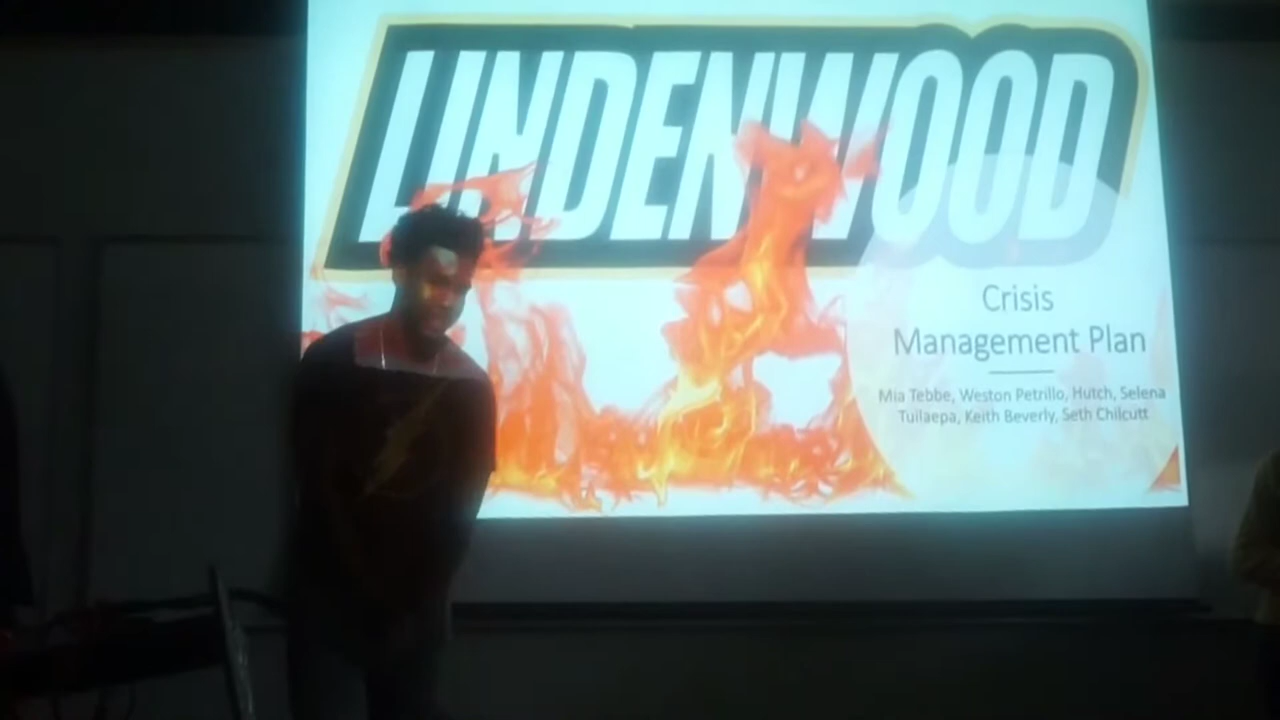 LINDENWOOD
Crisis
Management Plan
Mia Tebbe, Weston Petrillo, Hutch, Selena
Tuilaepa, Keith Beverly, Seth Chilcutt